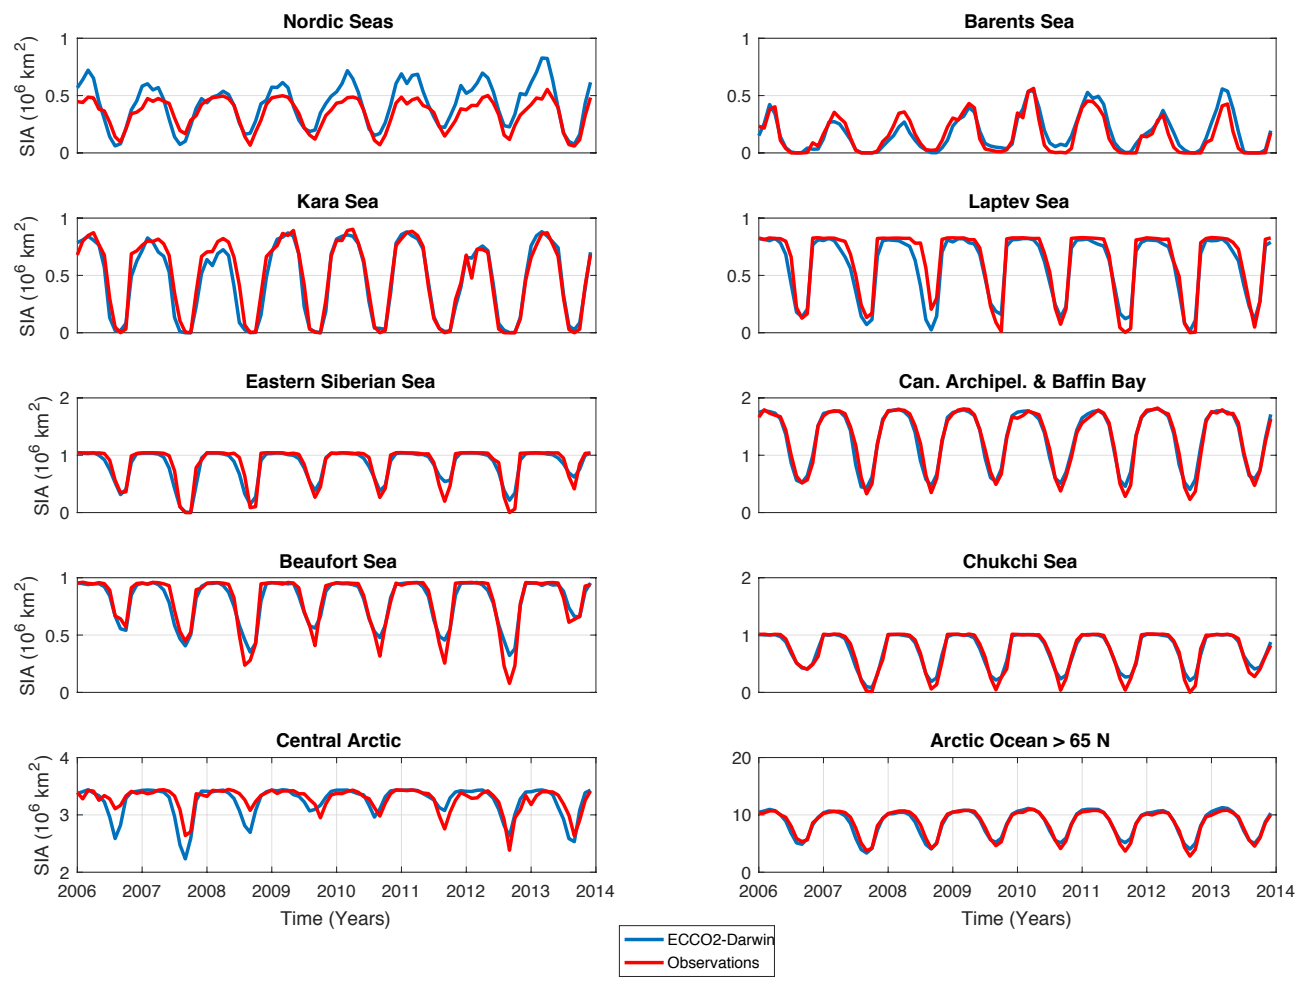 Nordic Seas
1
0.5
0
SIA (10^6 km^2)
Barents Sea
1
0.5
0
Kara Sea
1
0.5
0
SIA (10^6 km^2)
Laptev Sea
1
0.5
0
Eastern Siberian Sea
2
1
0
SIA (10^6 km^2)
Can. Archipel. & Baffin Bay
2
1
0
Beaufort Sea
1
0.5
0
SIA (10^6 km^2)
Chukchi Sea
2
1
0
Central Arctic
4
3
2
SIA (10^6 km^2)
2006 2007 2008 2009 2010 2011 2012 2013 2014
Time (Years)
Arctic Ocean > 65 N
20
10
0
2006 2007 2008 2009 2010 2011 2012 2013 2014
Time (Years)
ECCO2-Darwin
Observations